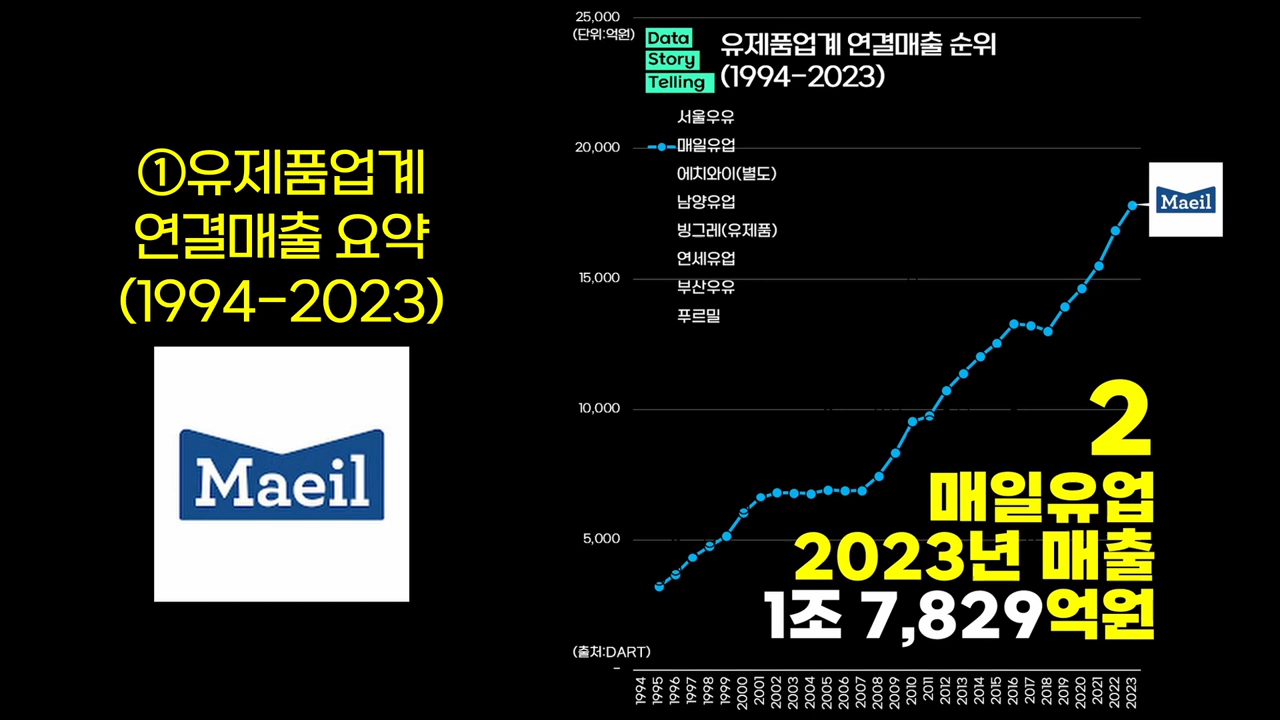 ①유제품업계
연결매출 요약
(1994-2023)
Maeil
25,000
(단위:억원)
Data
Story
Telling
유제품업계 연결매출 순위
(1994-2023)
서울우유
20,000
매일유업
에치와이(별도)
남양유업
빙그레(유제품)
연세유업
부산우유
푸르밀
Maeil
15,000
10,000
5,000
2
매일유업
2023년 매출
1조 7,829억원
(출처:DART)
-
1994
1995
1996
1997
1998
1999
2000
2001
2002
2003
2004
2005
2006
2007
2008
2009
2010
2011
2012
2013
2014
2015
2016
2017
2018
2019
2020
2021
2022
2023